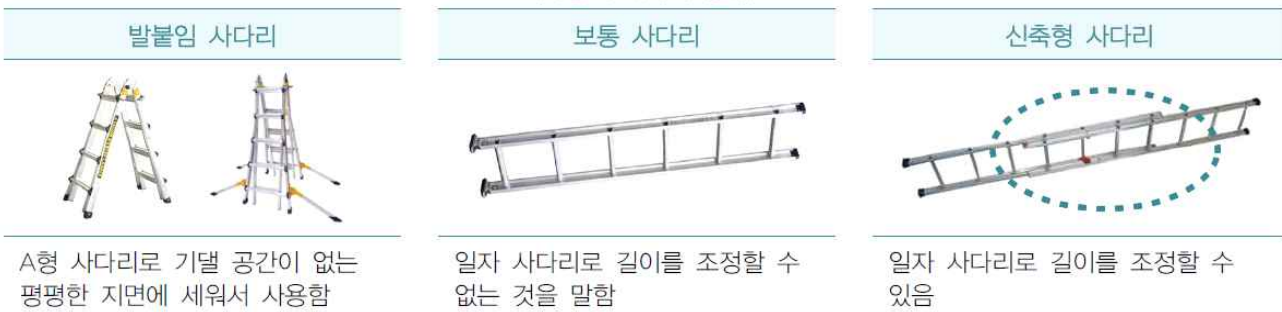 발붙임 사다리
보통 사다리
신축형 사다리
A형 사다리로 기댈 공간이 없는
평평한 지면에 세워서 사용함
일자 사다리로 길이를 조정할 수
없는 것을 말함
일자 사다리로 길이를 조정할 수
있음